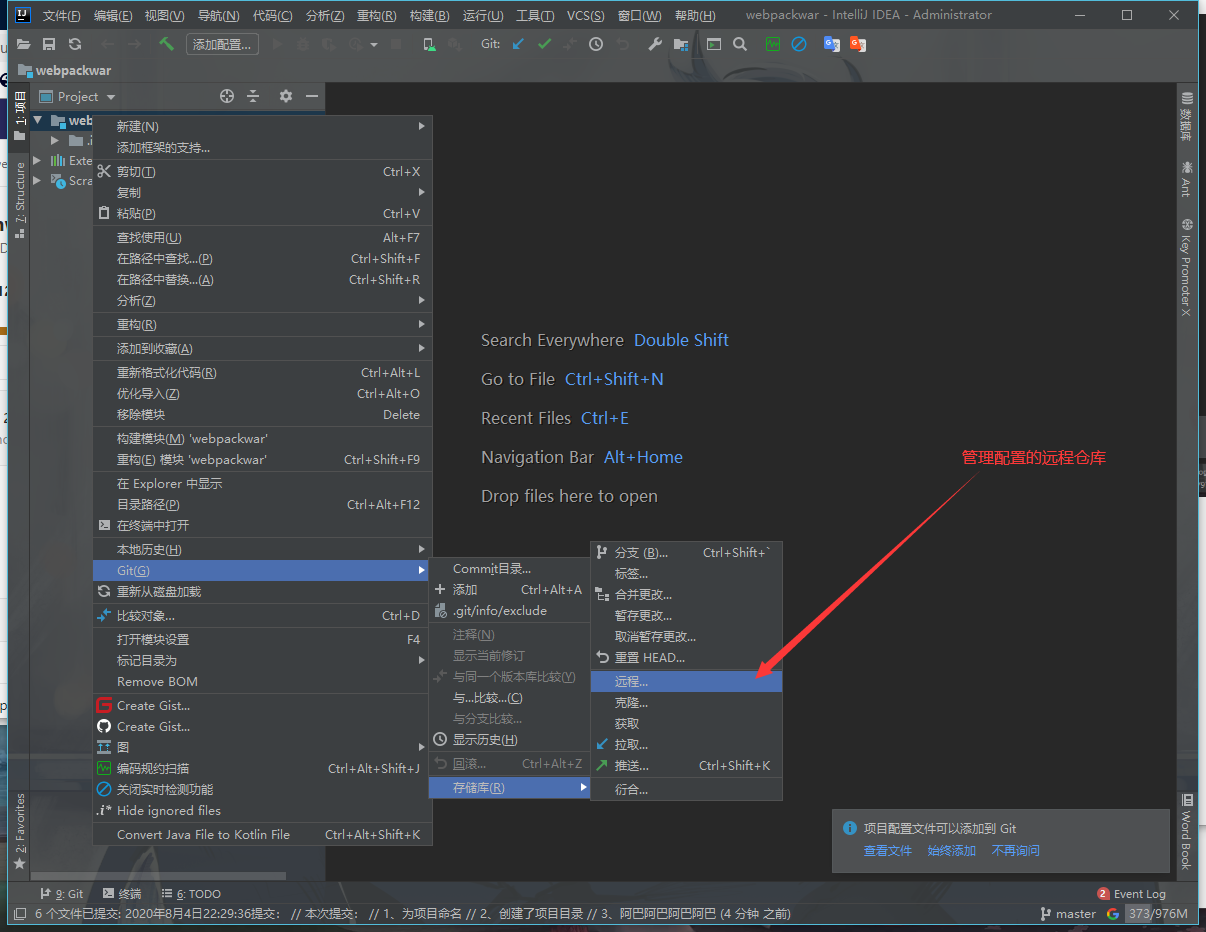 文件(F) 编辑(E) 视图(V) 导航(N) 代码(C) 分析(Z) 重构(R) 构建(B) 运行(U) 工具(T) VCS(S) 窗口(W) 帮助(H) webpackwar - IntelliJ IDEA - Administrator
添加配置... Git:
webpackwar
1: 项目
7: Structure
2: Favorites
Project
web
.i
Exte
Scra
新建(N)
添加框架的支持...
剪切(T) Ctrl+X
复制
粘贴(P) Ctrl+V
查找使用(U) Alt+F7
在路径中查找...(P) Ctrl+Shift+F
在路径中替换...(A) Ctrl+Shift+R
分析(Z)
重构(R)
添加到收藏(A)
重新格式化代码(R) Ctrl+Alt+L
优化导入(Z) Ctrl+Alt+O
移除模块 Delete
构建模块(M) 'webpackwar'
重构(E) 模块 'webpackwar' Ctrl+Shift+F9
在 Explorer 中显示
目录路径(P) Ctrl+Alt+F12
在终端中打开
本地历史(H)
Git(G)
重新从磁盘加载
比较对象... Ctrl+D
打开模块设置 F4
标记目录为
Remove BOM
Create Gist...
Create Gist...
图
编码规约扫描 Ctrl+Alt+Shift+J
关闭实时检测功能
.i* Hide ignored files
Convert Java File to Kotlin File Ctrl+Alt+Shift+K
Commit目录...
添加 Ctrl+Alt+A
.git/info/exclude
注释(N)
显示当前修订
与同一个版本库比较(Y)
与...比较...(C)
与分支比较...
显示历史(H)
回滚... Ctrl+Alt+Z
存储库(R)
分支 (B)... Ctrl+Shift+`
标签...
合并更改...
暂存更改...
取消暂存更改...
重置 HEAD...
远程...
克隆...
获取
拉取...
推送... Ctrl+Shift+K
衍合...
Search Everywhere Double Shift
Go to File Ctrl+Shift+N
Recent Files Ctrl+E
Navigation Bar Alt+Home
Drop files here to open
管理配置的远程仓库
数据库
Ant
Key Promoter X
Word Book
项目配置文件可以添加到 Git
查看文件 始终添加 不再询问
9: Git 终端 6: TODO 2 Event Log
6 个文件已提交: 2020年8月4日22:29:36提交： // 本次提交： // 1、为项目命名 // 2、创建了项目目录 // 3、阿巴阿巴阿巴阿巴 (4 分钟 之前) master 373/976M